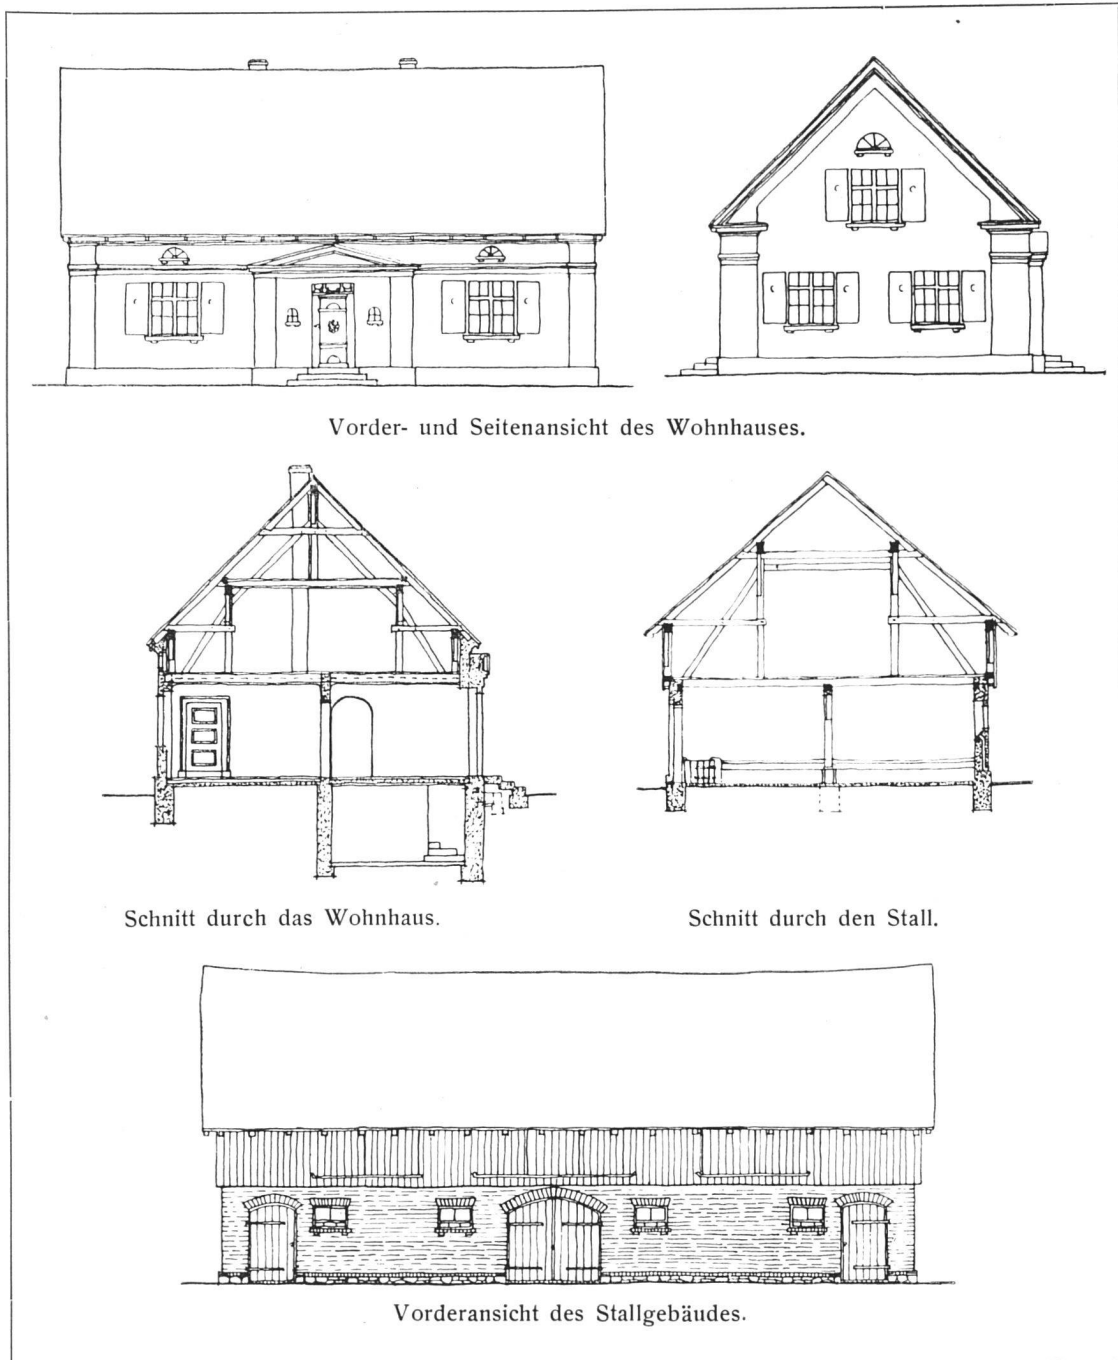 Vorder- und Seitenansicht des Wohnhauses.
Schnitt durch das Wohnhaus.
Schnitt durch den Stall.
Vorderansicht des Stallgebäudes.